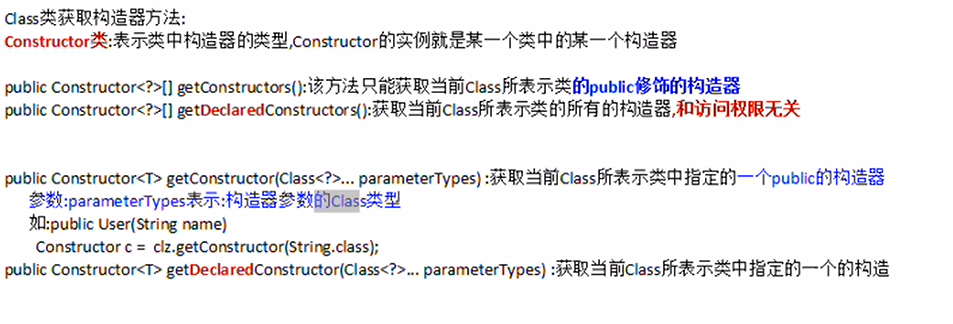 Class类获取构造器方法:
Constructor类:表示类中构造器的类型,Constructor的实例就是某一个类中的某一个构造器
public Constructor<?>[] getConstructors():该方法只能获取当前Class所表示类的public修饰的构造器
public Constructor<?>[] getDeclaredConstructors():获取当前Class所表示类的所有的构造器,和访问权限无关
public Constructor<T> getConstructor(Class<?>... parameterTypes) :获取当前Class所表示类中指定的一个public的构造器
参数:parameterTypes表示:构造器参数的Class类型
如:public User(String name)
Constructor c = clz.getConstructor(String.class);
public Constructor<T> getDeclaredConstructor(Class<?>... parameterTypes) :获取当前Class所表示类中指定的一个的构造